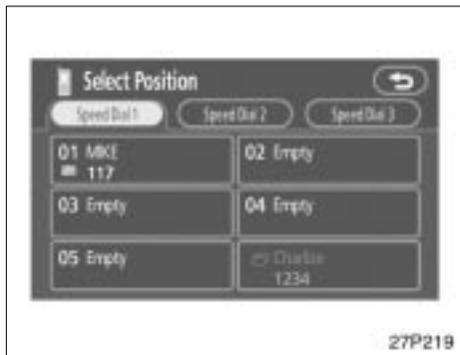 Select Position
Speed Dial 1 Speed Dial 2 Speed Dial 3
01 MIKE 02 Empty
117
03 Empty 04 Empty
05 Empty Charlie
1234
27P219